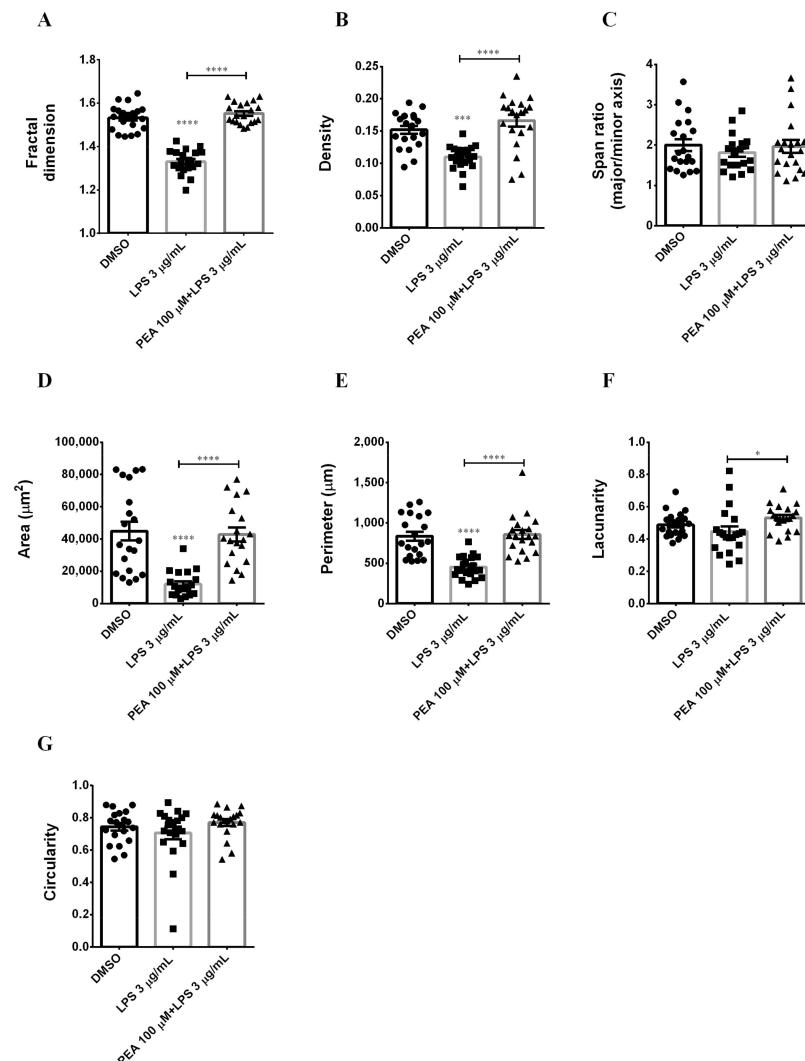 A
B
C
Fractal
dimension
1.8
1.6
1.4
1.2
1.0
****
****
DMSO
LPS 3 μg/mL
PEA 100 μM+LPS 3 μg/mL
Density
0.25
0.20
0.15
0.10
0.05
0.00
***
****
DMSO
LPS 3 μg/mL
PEA 100 μM+LPS 3 μg/mL
Span ratio
(major/minor axis)
4
3
2
1
0
DMSO
LPS 3 μg/mL
PEA 100 μM+LPS 3 μg/mL
D
E
F
Area (μm²)
100,000
80,000
60,000
40,000
20,000
0
****
****
DMSO
LPS 3 μg/mL
PEA 100 μM+LPS 3 μg/mL
Perimeter (μm)
2,000
1,500
1,000
500
0
****
****
DMSO
LPS 3 μg/mL
PEA 100 μM+LPS 3 μg/mL
Lacunarity
1.0
0.8
0.6
0.4
0.2
0.0
*
DMSO
LPS 3 μg/mL
PEA 100 μM+LPS 3 μg/mL
G
Circularity
1.0
0.8
0.6
0.4
0.2
0.0
DMSO
LPS 3 μg/mL
PEA 100 μM+LPS 3 μg/mL